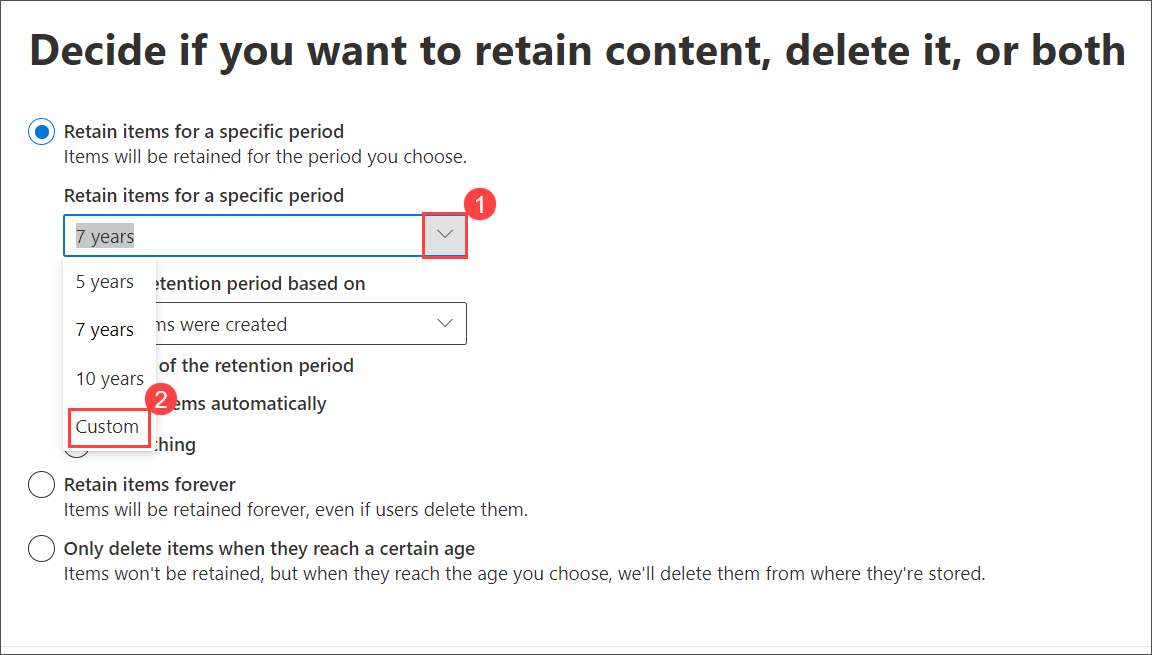 Decide if you want to retain content, delete it, or both
Retain items for a specific period
Items will be retained for the period you choose.
Retain items for a specific period
1
7 years
5 years
etention period based on
7 years
ms were created
10 years
of the retention period
2
ems automatically
Custom
hing
Retain items forever
Items will be retained forever, even if users delete them.
Only delete items when they reach a certain age
Items won't be retained, but when they reach the age you choose, we'll delete them from where they're stored.